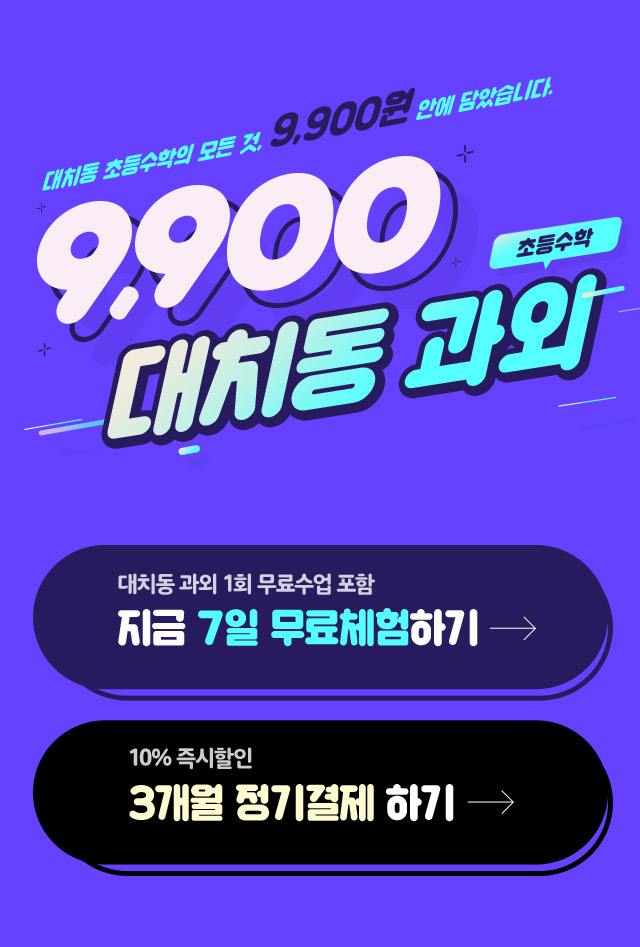 대치동 초등수학의 모든 것, 9,900원 안에 담았습니다.
9,900
초등수학
대치동 과외
대치동 과외 1회 무료수업 포함
지금 7일 무료체험하기
10% 즉시할인
3개월 정기결제 하기